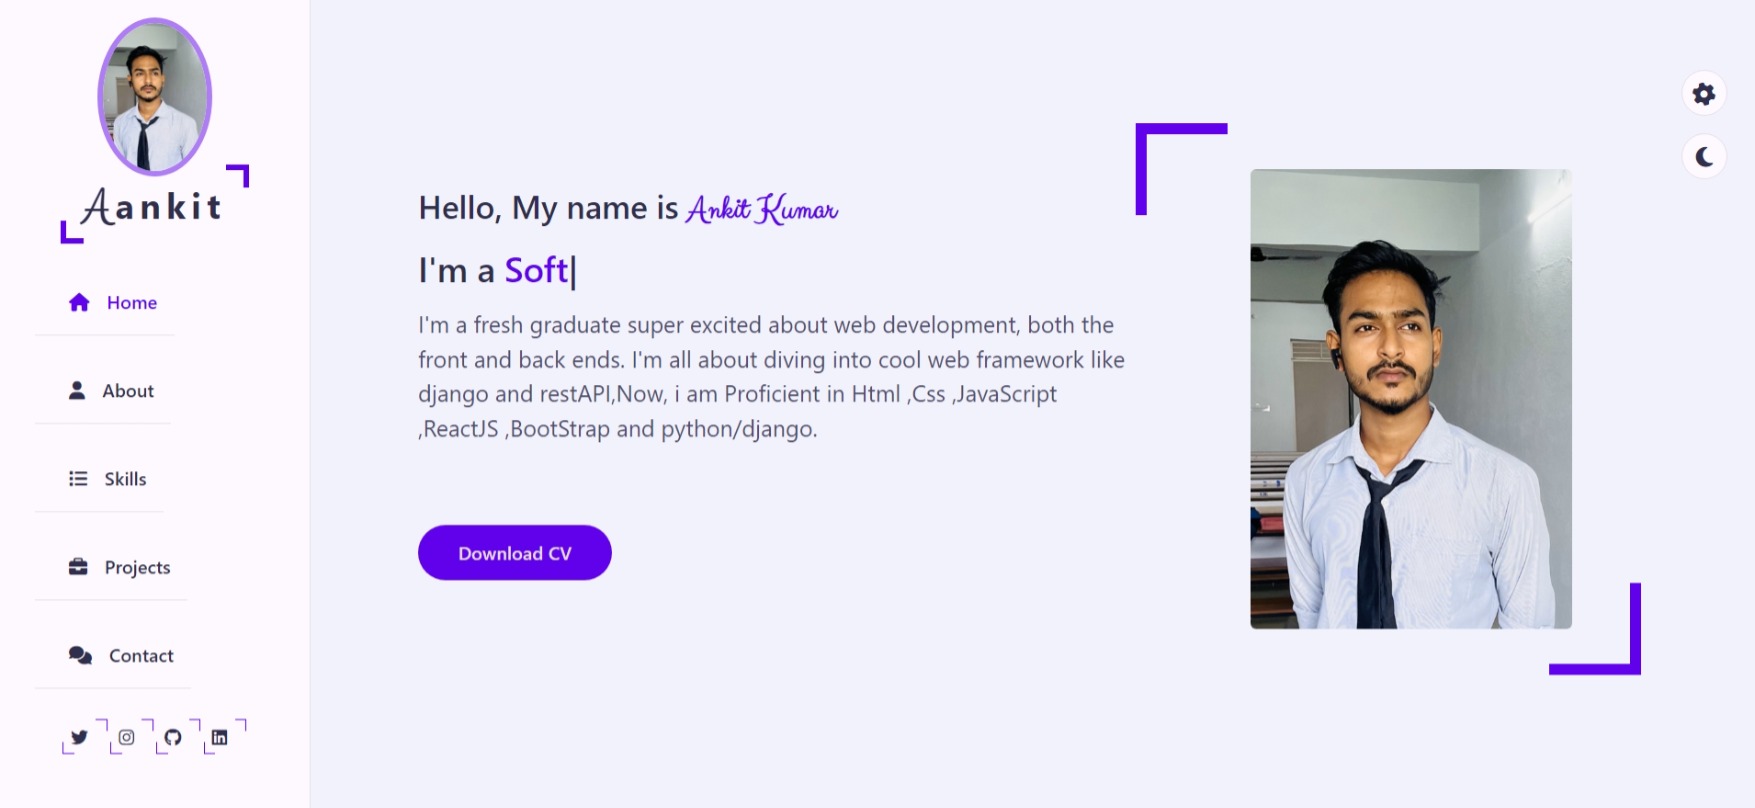 Aankit
Home
About
Skills
Projects
Contact
Hello, My name is Ankit Kumar
I'm a Soft|
I'm a fresh graduate super excited about web development, both the
front and back ends. I'm all about diving into cool web framework like
django and restAPI,Now, i am Proficient in Html ,Css ,JavaScript
,ReactJS ,BootStrap and python/django.
Download CV